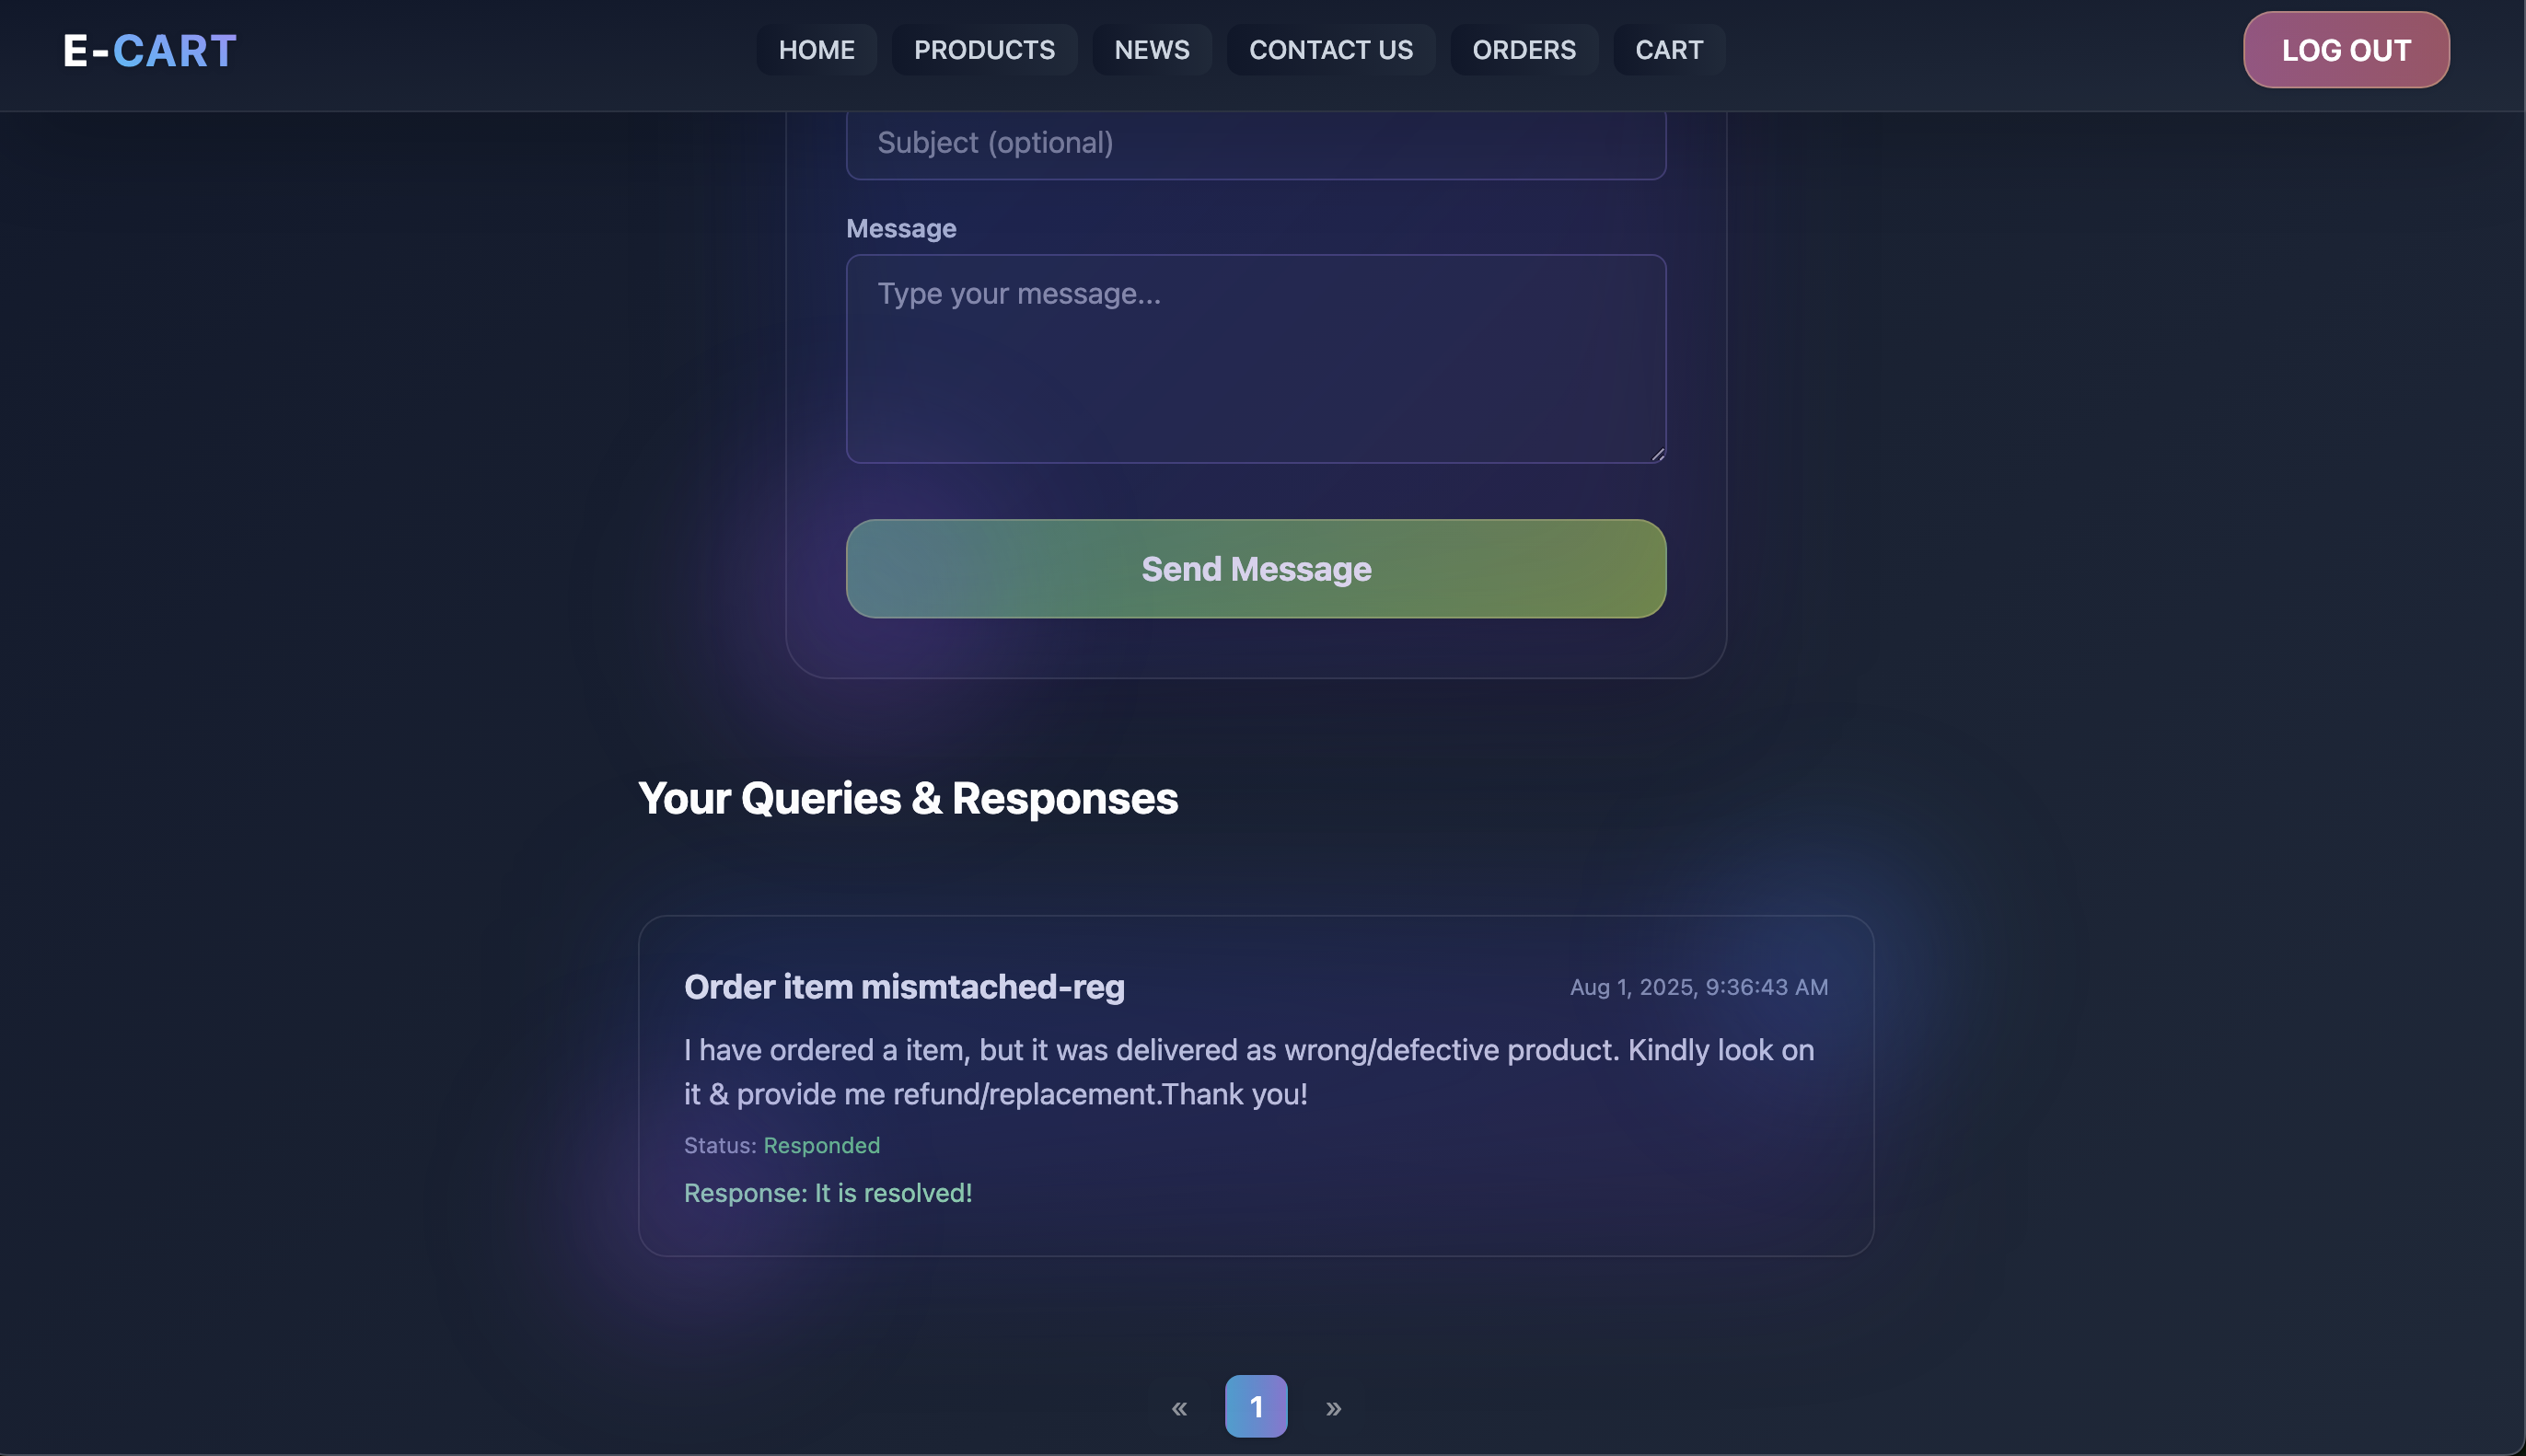 E-CART
HOME
PRODUCTS
NEWS
CONTACT US
ORDERS
CART
LOG OUT
Subject (optional)
Message
Type your message...
Send Message
Your Queries & Responses
Order item mismtached-reg
Aug 1, 2025, 9:36:43 AM
I have ordered a item, but it was delivered as wrong/defective product. Kindly look on
it & provide me refund/replacement.Thank you!
Status: Responded
Response: It is resolved!
« 1 »